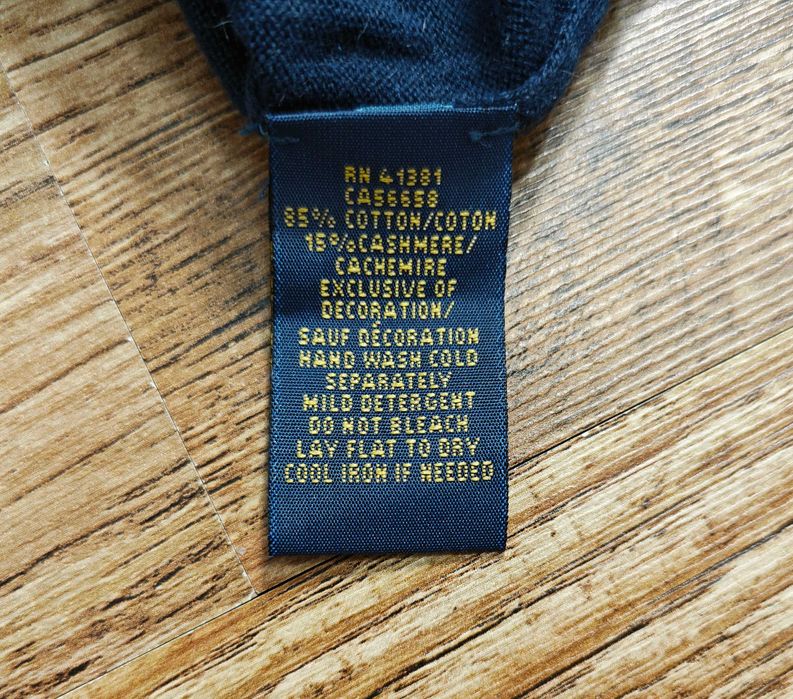 RN 41381
CA56658
85% COTTON/COTON
15%CASHMERE/
CACHEMIRE
EXCLUSIVE OF
DECORATION/
SAUF DÉCORATION
HAND WASH COLD
SEPARATELY
MILD DETERGENT
DO NOT BLEACH
LAY FLAT TO DRY
COOL IRON IF NEEDED